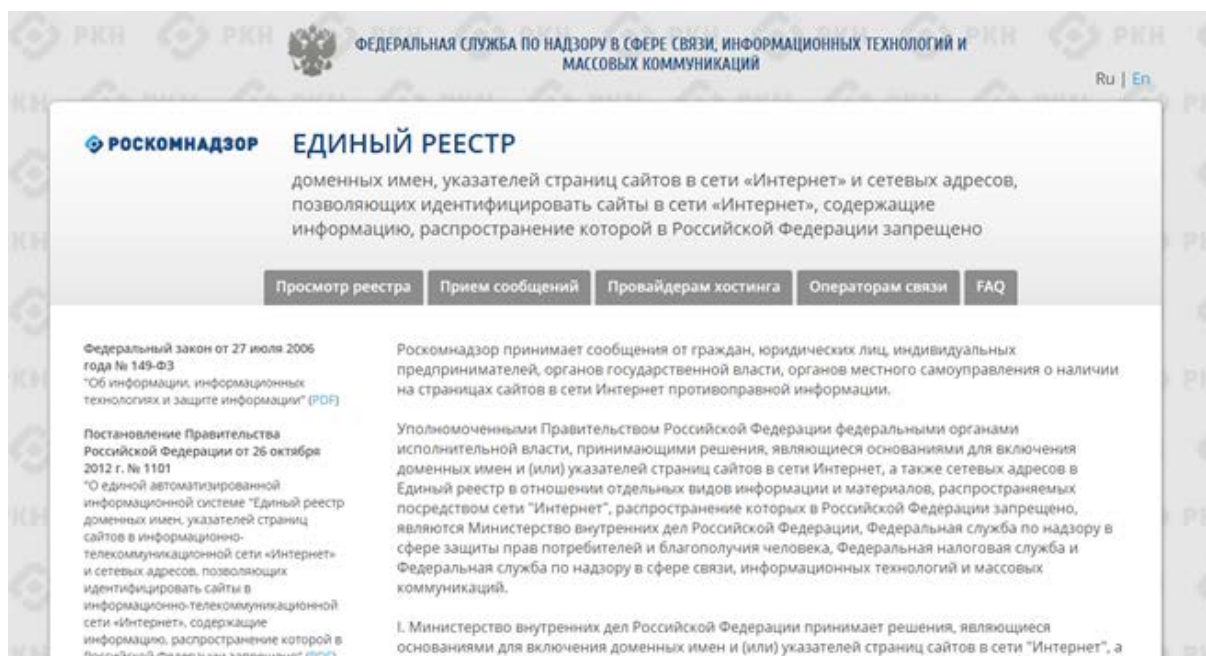 ФЕДЕРАЛЬНАЯ СЛУЖБА ПО НАДЗОРУ В СФЕРЕ СВЯЗИ, ИНФОРМАЦИОННЫХ ТЕХНОЛОГИЙ И
МАССОВЫХ КОММУНИКАЦИЙ
Ru | En
РОСКОМНАДЗОР
ЕДИНЫЙ РЕЕСТР
доменных имен, указателей страниц сайтов в сети «Интернет» и сетевых адресов,
позволяющих идентифицировать сайты в сети «Интернет», содержащие
информацию, распространение которой в Российской Федерации запрещено
Просмотр реестра Прием сообщений Провайдерам хостинга Операторам связи FAQ
Федеральный закон от 27 июля 2006
года № 149-ФЗ
"Об информации, информационных
технологиях и защите информации" (PDF)
Постановление Правительства
Российской Федерации от 26 октября
2012 г. № 1101
"О единой автоматизированной
информационной системе "Единый реестр
доменных имен, указателей страниц
сайтов в информационно-
телекоммуникационной сети «Интернет»
и сетевых адресов, позволяющих
идентифицировать сайты в
информационно-телекоммуникационной
сети «Интернет», содержащие
информацию, распространение которой в
Российской Федерации запрещено" (PDF)
Роскомнадзор принимает сообщения от граждан, юридических лиц, индивидуальных
предпринимателей, органов государственной власти, органов местного самоуправления о наличии
на страницах сайтов в сети Интернет противоправной информации.
Уполномоченными Правительством Российской Федерации федеральными органами
исполнительной власти, принимающими решения, являющиеся основаниями для включения
доменных имен и (или) указателей страниц сайтов в сети Интернет, а также сетевых адресов в
Единый реестр в отношении отдельных видов информации и материалов, распространяемых
посредством сети "Интернет", распространение которых в Российской Федерации запрещено,
являются Министерство внутренних дел Российской Федерации, Федеральная служба по надзору в
сфере защиты прав потребителей и благополучия человека, Федеральная налоговая служба и
Федеральная служба по надзору в сфере связи, информационных технологий и массовых
коммуникаций.
I. Министерство внутренних дел Российской Федерации принимает решения, являющиеся
основаниями для включения доменных имен и (или) указателей страниц сайтов в сети "Интернет", а